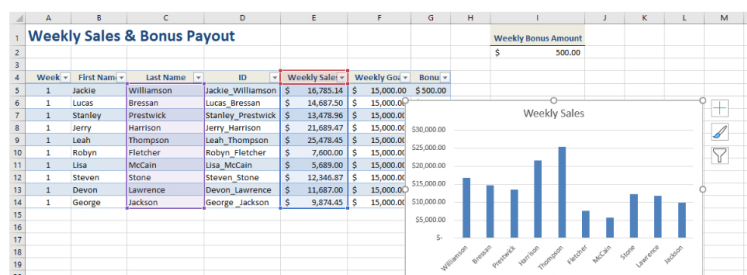 A B C D E F G H I J K L M
1 Weekly Sales & Bonus Payout Weekly Bonus Amount
2 $ 500.00
3
4 Week First Name Last Name ID Weekly Sales Weekly Goa Bonu
5 1 Jackie Williamson Jackie_Williamson $ 16,785.14 $ 15,000.00 $500.00
6 1 Lucas Bressan Lucas_Bressan $ 14,687.50 $ 15,000.00
7 1 Stanley Prestwick Stanley_Prestwick $ 13,478.96 $ 15,000.00
8 1 Jerry Harrison Jerry_Harrison $ 21,689.47 $ 15,000.00
9 1 Leah Thompson Leah_Thompson $ 25,478.45 $ 15,000.00
10 1 Robyn Fletcher Robyn_Fletcher $ 7,600.00 $ 15,000.00
11 1 Lisa McCain Lisa_McCain $ 5,689.00 $ 15,000.00
12 1 Steven Stone Steven_Stone $ 12,346.87 $ 15,000.00
13 1 Devon Lawrence Devon_Lawrence $ 11,687.00 $ 15,000.00
14 1 George Jackson George_Jackson $ 9,874.45 $ 15,000.00
15
16
17
18
19
Weekly Sales
$30,000.00
$25,000.00
$20,000.00
$15,000.00
$10,000.00
$5,000.00
$-
Williamson Bressan Prestwick Harrison Thompson Fletcher McCain Stone Lawrence Jackson